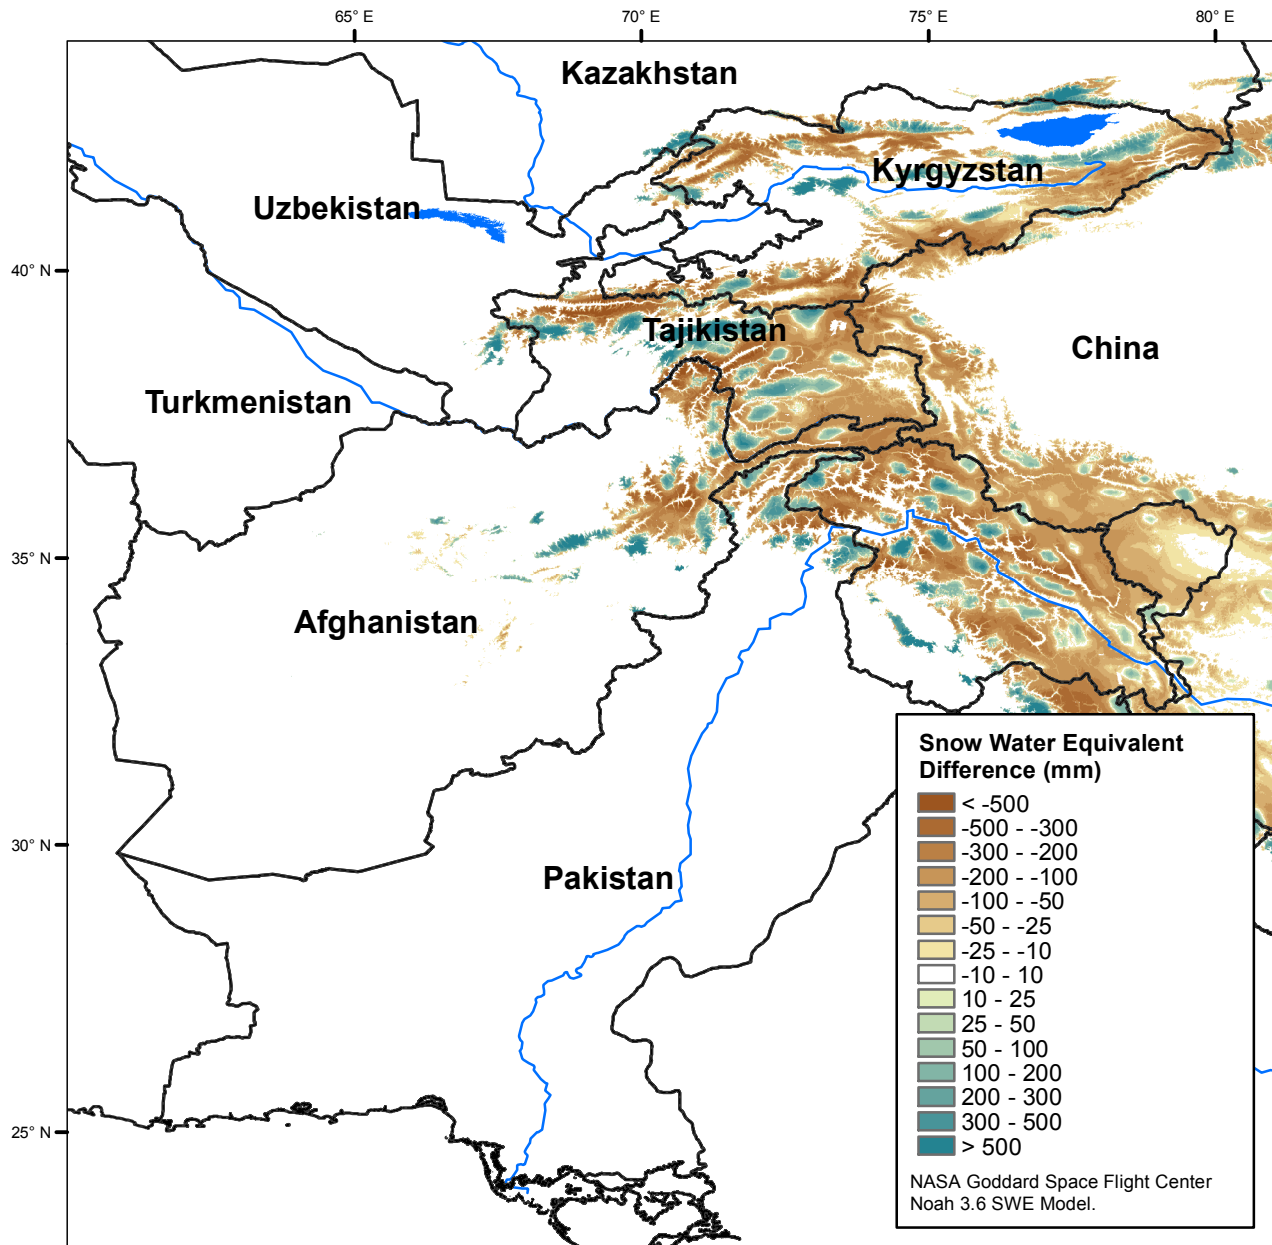 65° E
70° E
75° E
80° E
Kazakhstan
Kyrgyzstan
Uzbekistan
40° N
Tajikistan
China
Turkmenistan
35° N
Afghanistan
Snow Water Equivalent
Difference (mm)
< -500
-500 - -300
-300 - -200
-200 - -100
-100 - -50
-50 - -25
-25 - -10
-10 - 10
10 - 25
25 - 50
50 - 100
100 - 200
200 - 300
300 - 500
> 500
NASA Goddard Space Flight Center
Noah 3.6 SWE Model.
30° N
Pakistan
25° N